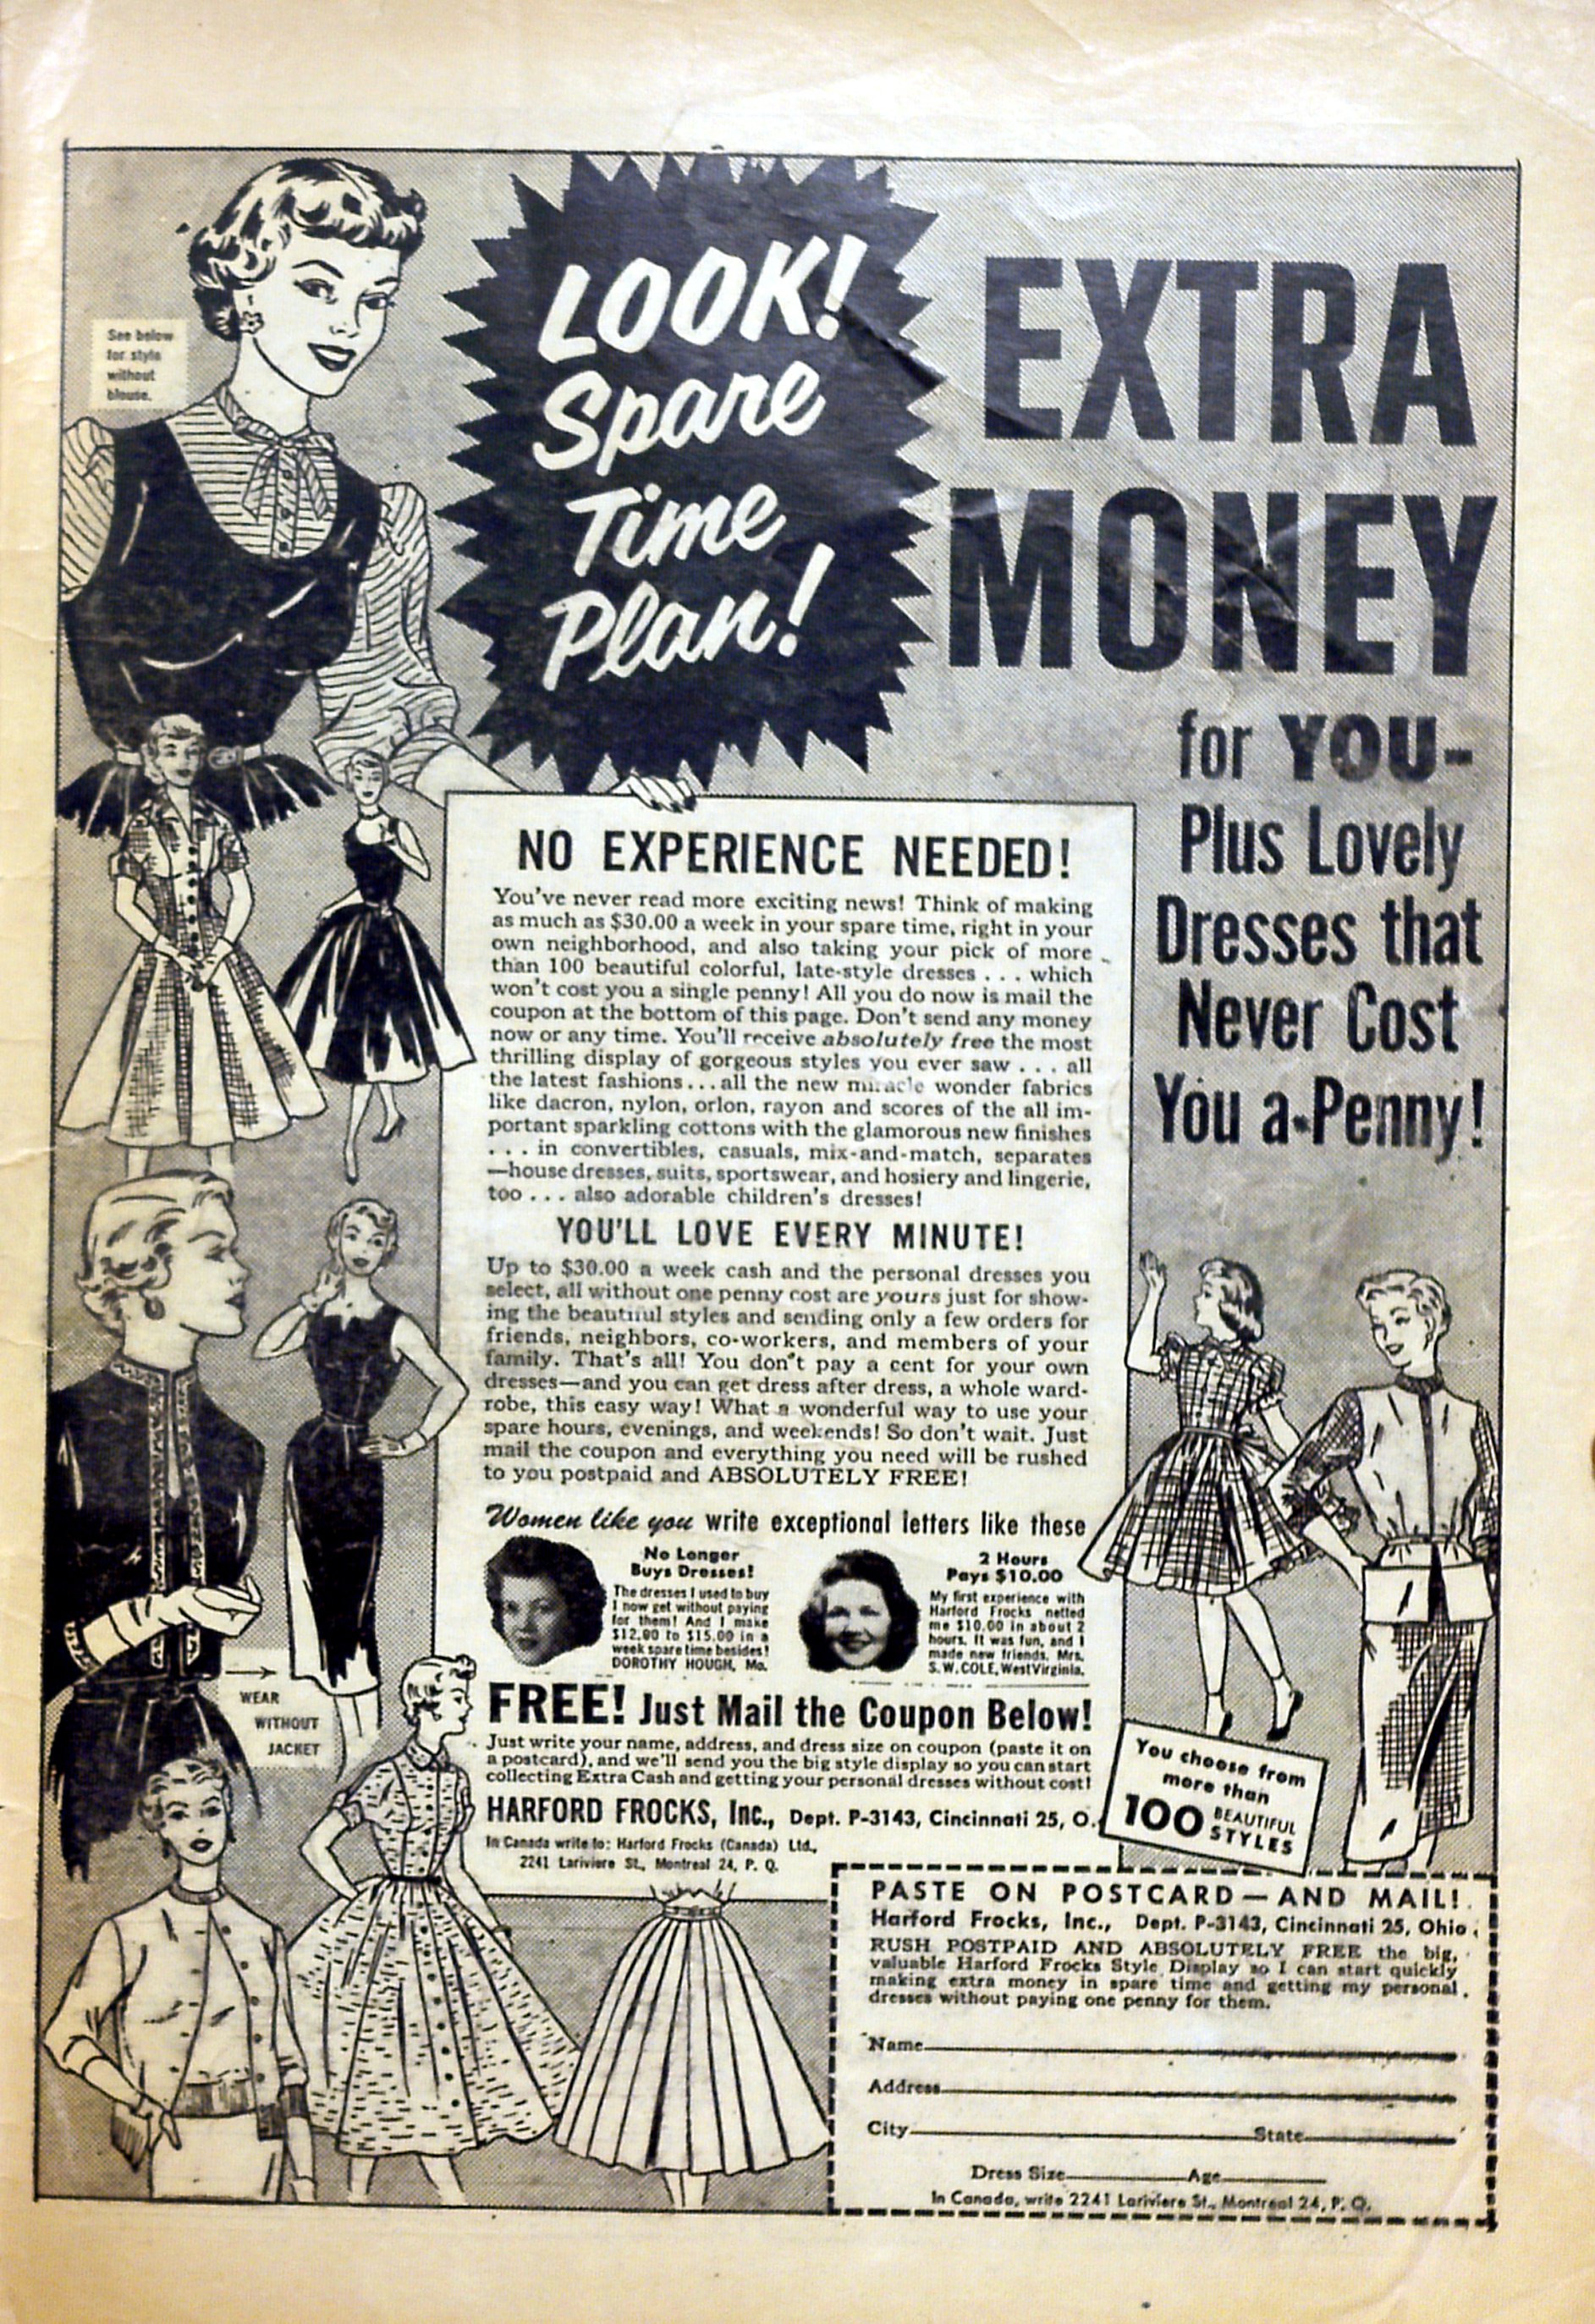 See below
for style
without
blouse.
LOOK!
Spare
Time
Plan!
EXTRA
MONEY
for YOU-
Plus Lovely
Dresses that
Never Cost
You a Penny!
NO EXPERIENCE NEEDED!
You've never read more exciting news! Think of making
as much as $30.00 a week in your spare time, right in your
own neighborhood, and also taking your pick of more
than 100 beautiful colorful, late-style dresses . . . which
won't cost you a single penny! All you do now is mail the
coupon at the bottom of this page. Don't send any money
now or any time. You'll receive absolutely free the most
thrilling display of gorgeous styles you ever saw . . . all
the latest fashions...all the new miracle wonder fabrics
like dacron, nylon, orlon, rayon and scores of the all im-
portant sparkling cottons with the glamorous new finishes
. . . in convertibles, casuals, mix-and-match, separates
—house dresses, suits, sportswear, and hosiery and lingerie,
too . . . also adorable children's dresses!
YOU'LL LOVE EVERY MINUTE!
Up to $30.00 a week cash and the personal dresses you
select, all without one penny cost are yours just for show-
ing the beautiful styles and sending only a few orders for
friends, neighbors, co-workers, and members of your
family. That's all! You don't pay a cent for your own
dresses—and you can get dress after dress, a whole ward-
robe, this easy way! What a wonderful way to use your
spare hours, evenings, and weekends! So don't wait. Just
mail the coupon and everything you need will be rushed
to you postpaid and ABSOLUTELY FREE!
Women like you write exceptional letters like these
No Longer
Buys Dresses!
The dresses I used to buy
I now get without paying
for them! And I make
$12.00 to $15.00 in a
week spare time besides!
DOROTHY HOUGH, Mo.
2 Hours
Pays $10.00
My first experience with
Harford Frocks netted
me $10.00 in about 2
hours. It was fun, and I
made new friends. Mrs.
S. W. COLE, West Virginia.
WEAR
WITHOUT
JACKET
FREE! Just Mail the Coupon Below!
Just write your name, address, and dress size on coupon (paste it on
a postcard), and we'll send you the big style display so you can start
collecting Extra Cash and getting your personal dresses without cost!
HARFORD FROCKS, Inc., Dept. P-3143, Cincinnati 25, O.
In Canada write to: Harford Frocks (Canada) Ltd.,
2241 Lariviere St., Montreal 24, P. Q.
You choose from
more than
100 BEAUTIFUL
STYLES
PASTE ON POSTCARD — AND MAIL!
Harford Frocks, Inc., Dept. P-3143, Cincinnati 25, Ohio
RUSH POSTPAID AND ABSOLUTELY FREE the big,
valuable Harford Frocks Style Display so I can start quickly
making extra money in spare time and getting my personal
dresses without paying one penny for them.
Name
Address
City State
Dress Size Age
In Canada, write 2241 Lariviere St., Montreal 24, P. Q.